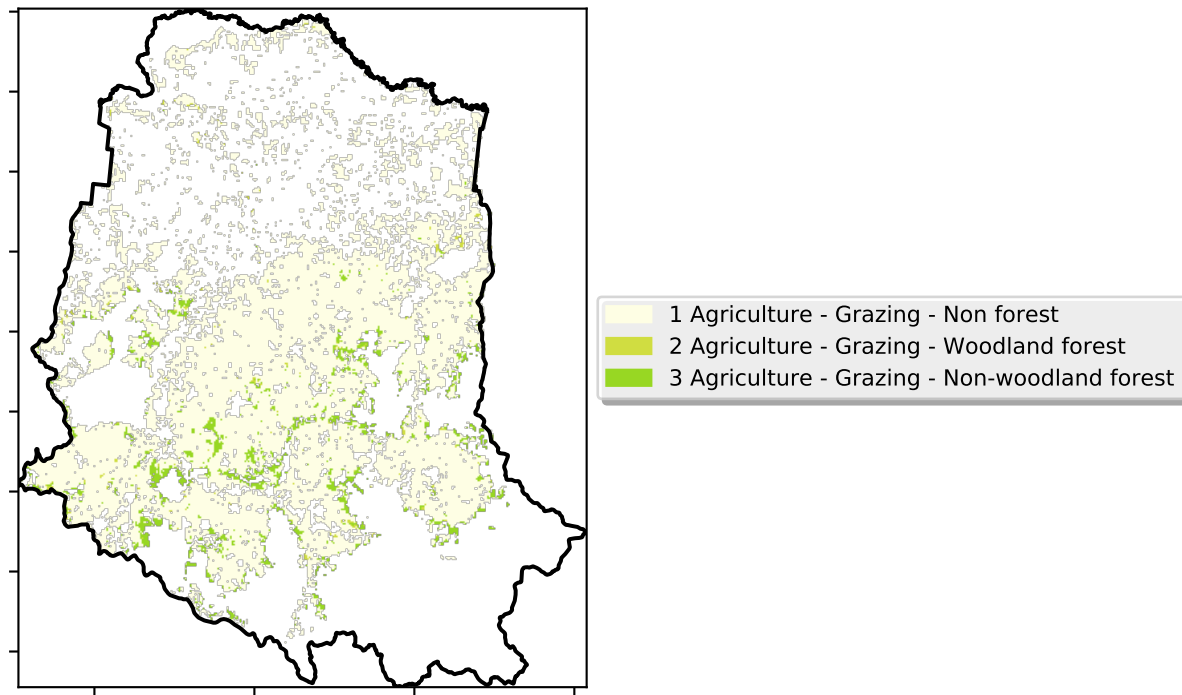 1 Agriculture - Grazing - Non forest
2 Agriculture - Grazing - Woodland forest
3 Agriculture - Grazing - Non-woodland forest